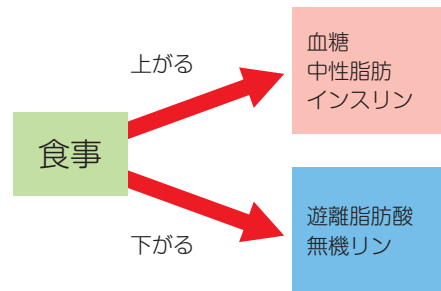 食事
上がる
血糖
中性脂肪
インスリン
下がる
遊離脂肪酸
無機リン